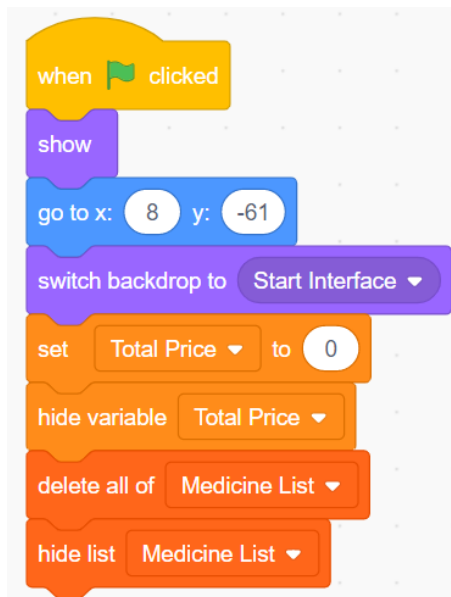 when clicked
show
go to x: 8 y: -61
switch backdrop to Start Interface
set Total Price to 0
hide variable Total Price
delete all of Medicine List
hide list Medicine List